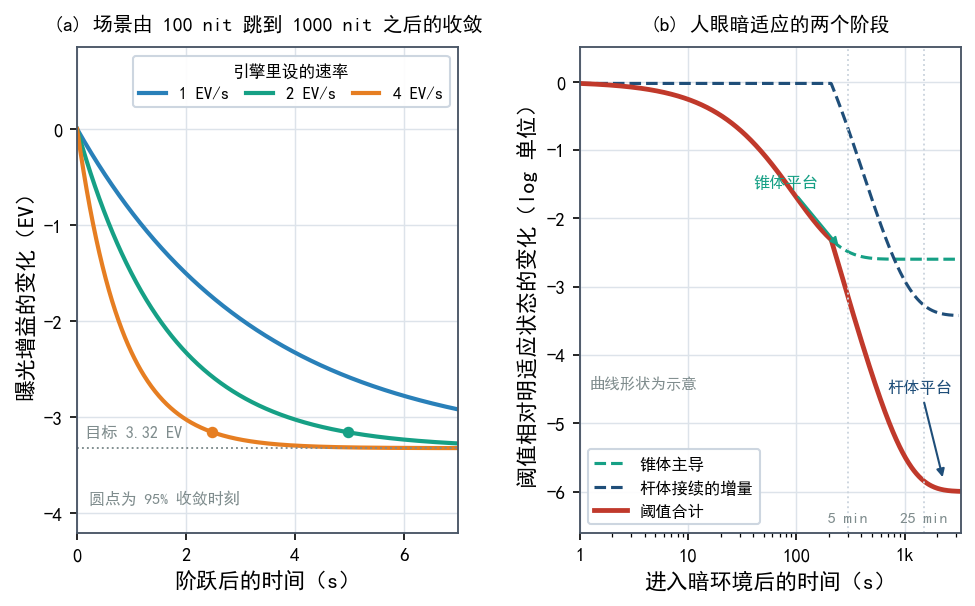 (a) 场景由 100 nit 跳到 1000 nit 之后的收敛
引擎里设的速率
1 EV/s 2 EV/s 4 EV/s
曝光增益的变化（EV）
0
−1
−2
−3
−4
目标 3.32 EV
圆点为 95% 收敛时刻
0 2 4 6
阶跃后的时间（s）
(b) 人眼暗适应的两个阶段
阈值相对明适应状态的变化（log 单位）
0
−1
−2
−3
−4
−5
−6
锥体平台
曲线形状为示意
杆体平台
锥体主导
杆体接续的增量
阈值合计
5 min 25 min
1 10 100 1k
进入暗环境后的时间（s）